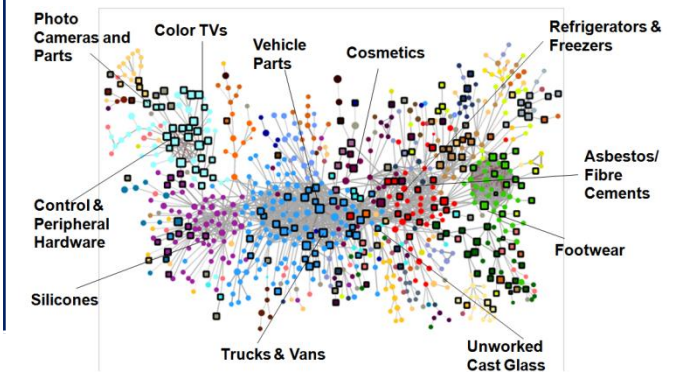 Photo
Cameras and
Parts
Color TVs
Vehicle
Parts
Cosmetics
Refrigerators &
Freezers
Asbestos/
Fibre
Cements
Control &
Peripheral
Hardware
Footwear
Silicones
Trucks & Vans
Unworked
Cast Glass